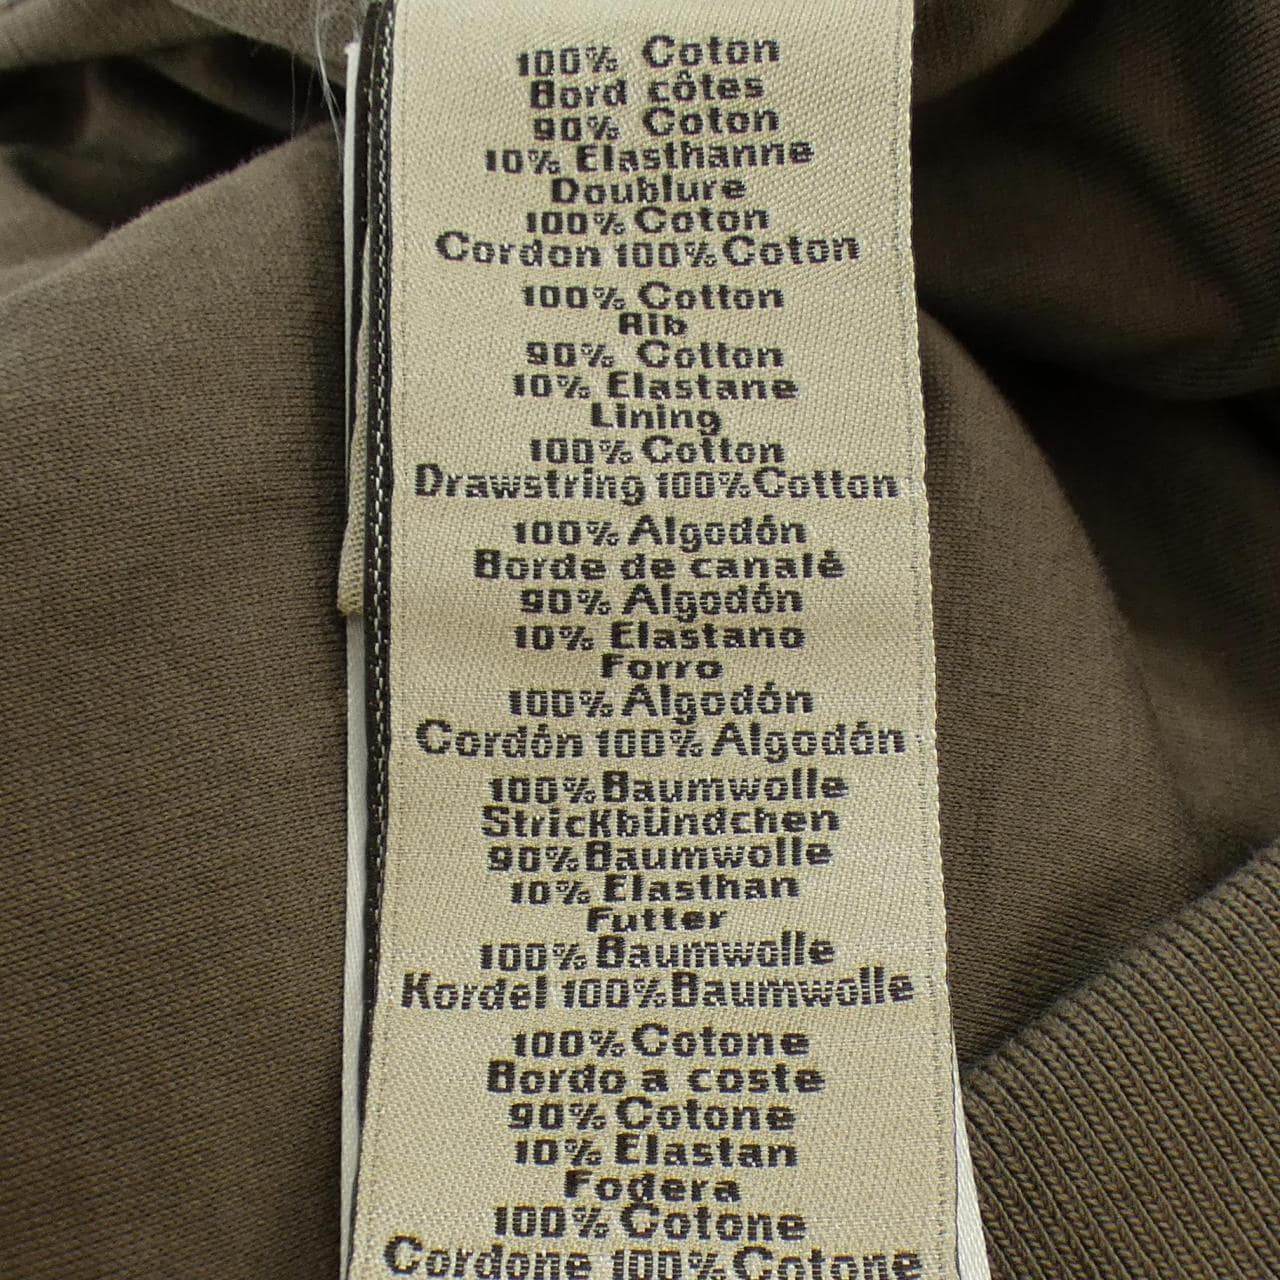 100% Coton
Bord côtes
90% Coton
10% Elasthanne
Doublure
100% Coton
Cordon 100% Coton
100% Cotton
Rib
90% Cotton
10% Elastane
Lining
100% Cotton
Drawstring 100% Cotton
100% Algodón
Borde de canalé
90% Algodón
10% Elastano
Forro
100% Algodón
Cordón 100% Algodón
100% Baumwolle
Strickbündchen
90% Baumwolle
10% Elasthan
Futter
100% Baumwolle
Kordel 100% Baumwolle
100% Cotone
Bordo a coste
90% Cotone
10% Elastan
Fodera
100% Cotone
Cordone 100% Cotone